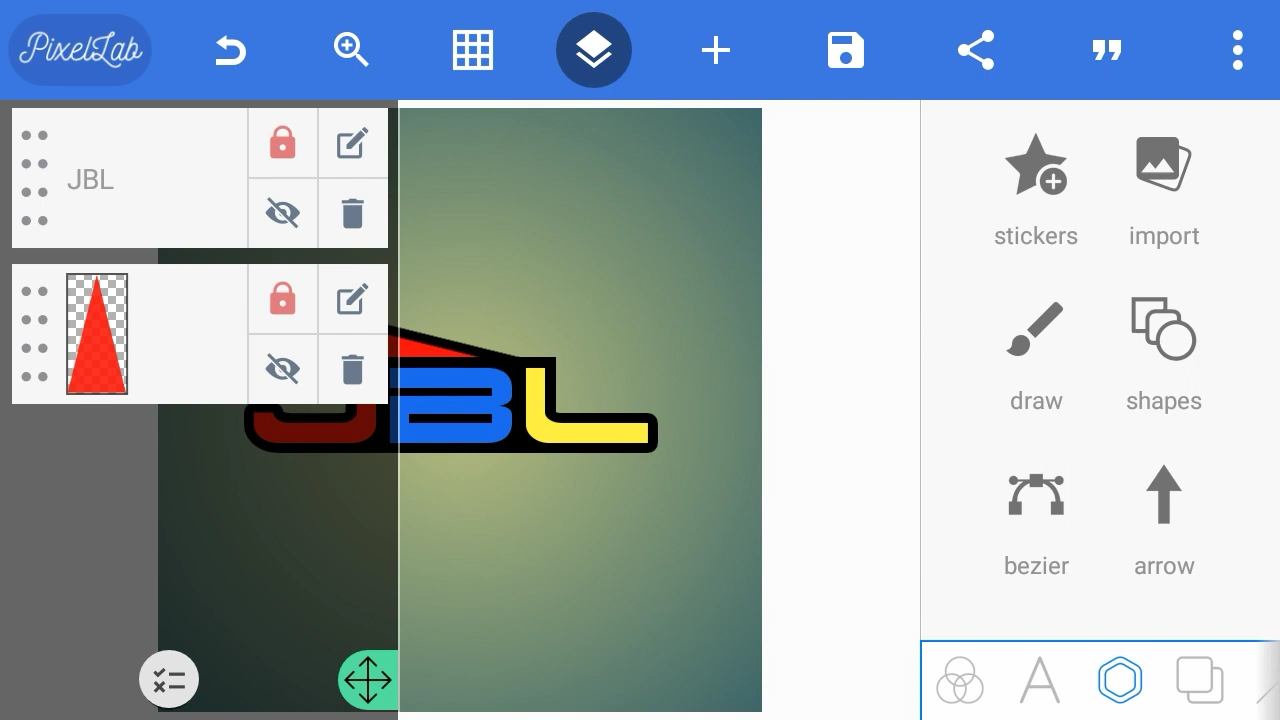 PixelLab
JBL
JBL
stickers
import
draw
shapes
bezier
arrow